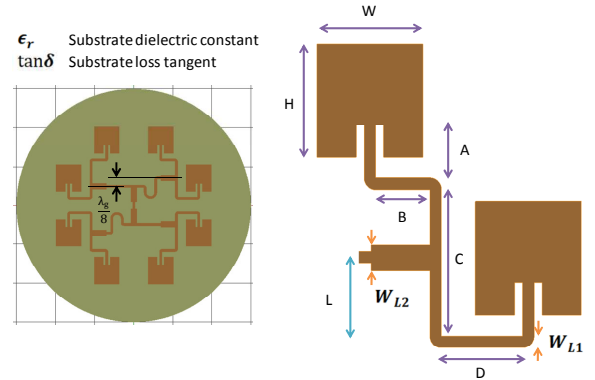 ϵr Substrate dielectric constant
tanδ Substrate loss tangent
λg
8
W
H
A
B
C
L
WL2
WL1
D